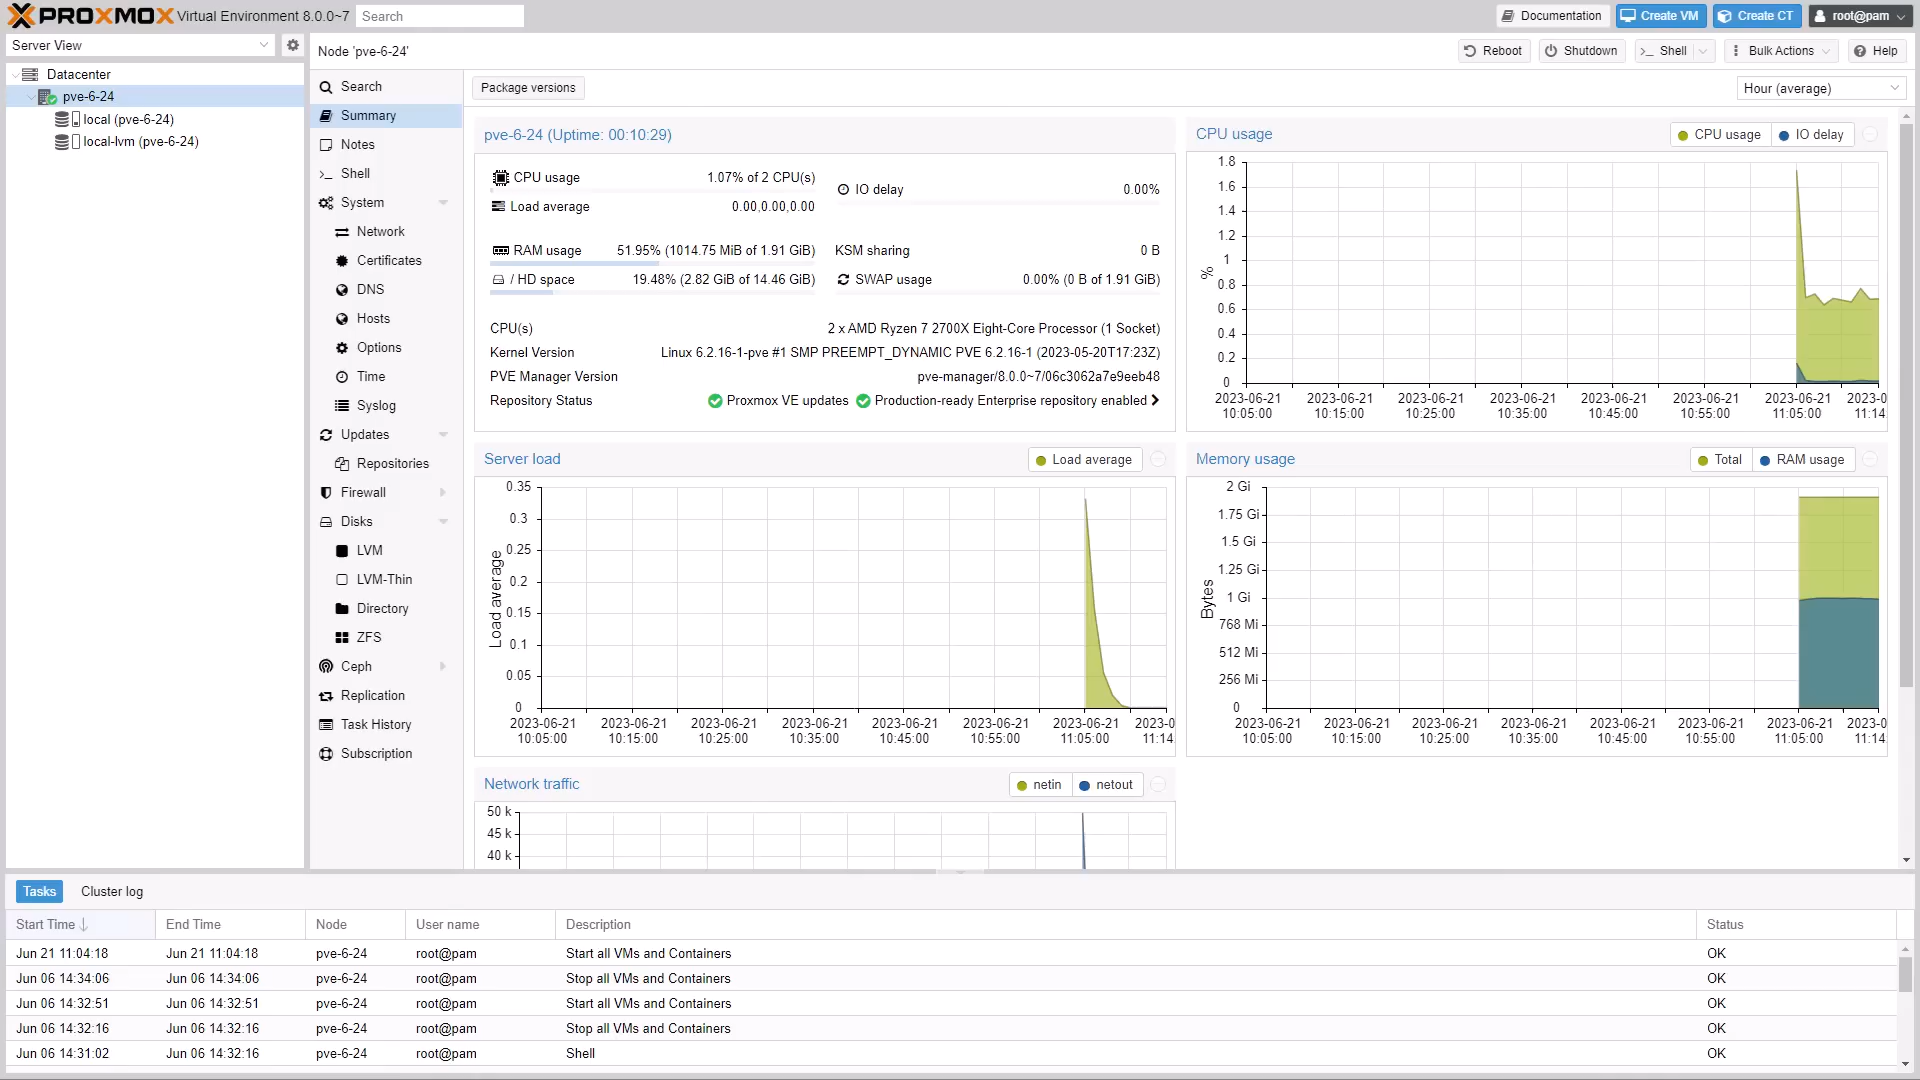 PROXMOX Virtual Environment 8.0.0~7 Search Documentation Create VM Create CT root@pam
Server View
Node 'pve-6-24' Reboot Shutdown Shell Bulk Actions Help
Datacenter
pve-6-24
local (pve-6-24)
local-lvm (pve-6-24)
Search
Summary
Notes
Shell
System
Network
Certificates
DNS
Hosts
Options
Time
Syslog
Updates
Repositories
Firewall
Disks
LVM
LVM-Thin
Directory
ZFS
Ceph
Replication
Task History
Subscription
Package versions Hour (average)
pve-6-24 (Uptime: 00:10:29)
CPU usage 1.07% of 2 CPU(s)
IO delay 0.00%
Load average 0.00,0.00,0.00
RAM usage 51.95% (1014.75 MiB of 1.91 GiB) KSM sharing 0 B
/ HD space 19.48% (2.82 GiB of 14.46 GiB) SWAP usage 0.00% (0 B of 1.91 GiB)
CPU(s) 2 x AMD Ryzen 7 2700X Eight-Core Processor (1 Socket)
Kernel Version Linux 6.2.16-1-pve #1 SMP PREEMPT_DYNAMIC PVE 6.2.16-1 (2023-05-20T17:23Z)
PVE Manager Version pve-manager/8.0.0~7/06c3062a7e9eeb48
Repository Status Proxmox VE updates Production-ready Enterprise repository enabled
CPU usage CPU usage IO delay
1.8
1.6
1.4
1.2
1
0.8
0.6
0.4
0.2
0
%
2023-06-21 2023-06-21 2023-06-21 2023-06-21 2023-06-21 2023-06-21 2023-06-21 2023-0
10:05:00 10:15:00 10:25:00 10:35:00 10:45:00 10:55:00 11:05:00 11:14
Server load Load average
0.35
0.3
0.25
0.2
0.15
0.1
0.05
0
Load average
2023-06-21 2023-06-21 2023-06-21 2023-06-21 2023-06-21 2023-06-21 2023-06-21 2023-0
10:05:00 10:15:00 10:25:00 10:35:00 10:45:00 10:55:00 11:05:00 11:14
Memory usage Total RAM usage
2 Gi
1.75 Gi
1.5 Gi
1.25 Gi
1 Gi
768 Mi
512 Mi
256 Mi
0
Bytes
2023-06-21 2023-06-21 2023-06-21 2023-06-21 2023-06-21 2023-06-21 2023-06-21 2023-0
10:05:00 10:15:00 10:25:00 10:35:00 10:45:00 10:55:00 11:05:00 11:14
Network traffic netin netout
50 k
45 k
40 k
Tasks Cluster log
Start Time End Time Node User name Description Status
Jun 21 11:04:18 Jun 21 11:04:18 pve-6-24 root@pam Start all VMs and Containers OK
Jun 06 14:34:06 Jun 06 14:34:06 pve-6-24 root@pam Stop all VMs and Containers OK
Jun 06 14:32:51 Jun 06 14:32:51 pve-6-24 root@pam Start all VMs and Containers OK
Jun 06 14:32:16 Jun 06 14:32:16 pve-6-24 root@pam Stop all VMs and Containers OK
Jun 06 14:31:02 Jun 06 14:32:16 pve-6-24 root@pam Shell OK